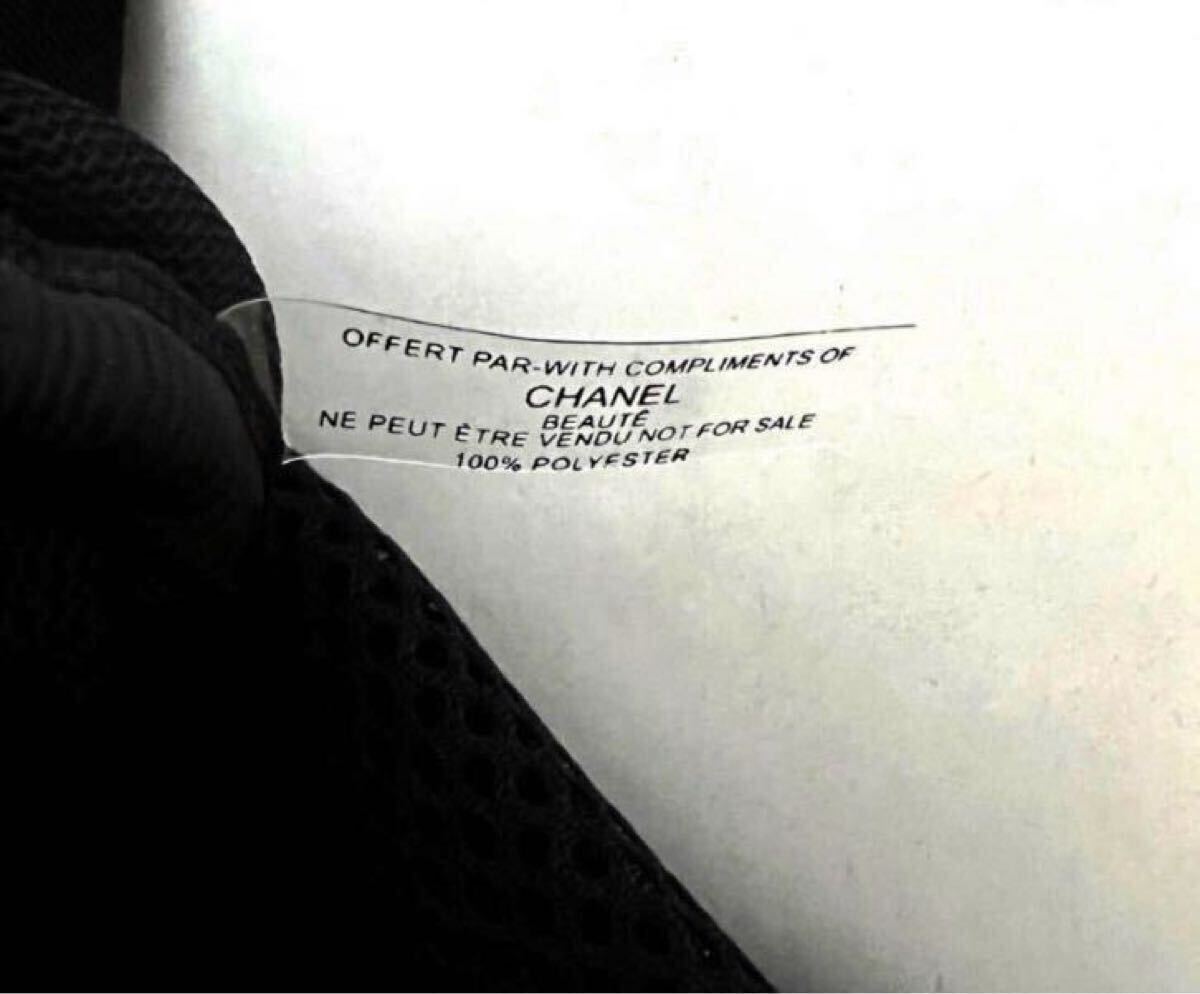 OFFERT PAR-WITH COMPLIMENTS OF
CHANEL
BEAUTÉ
NE PEUT ÊTRE VENDU NOT FOR SALE
100% POLYESTER